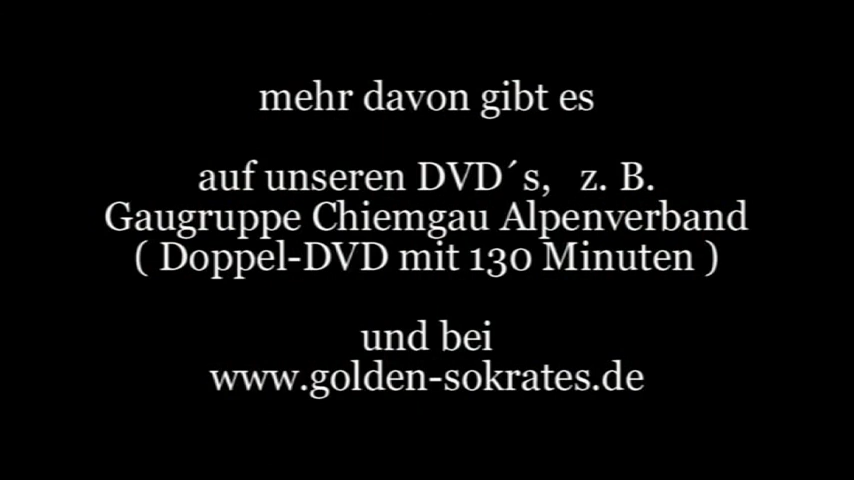 mehr davon gibt es
auf unseren DVD´s, z. B.
Gaugruppe Chiemgau Alpenverband
( Doppel-DVD mit 130 Minuten )
und bei
www.golden-sokrates.de